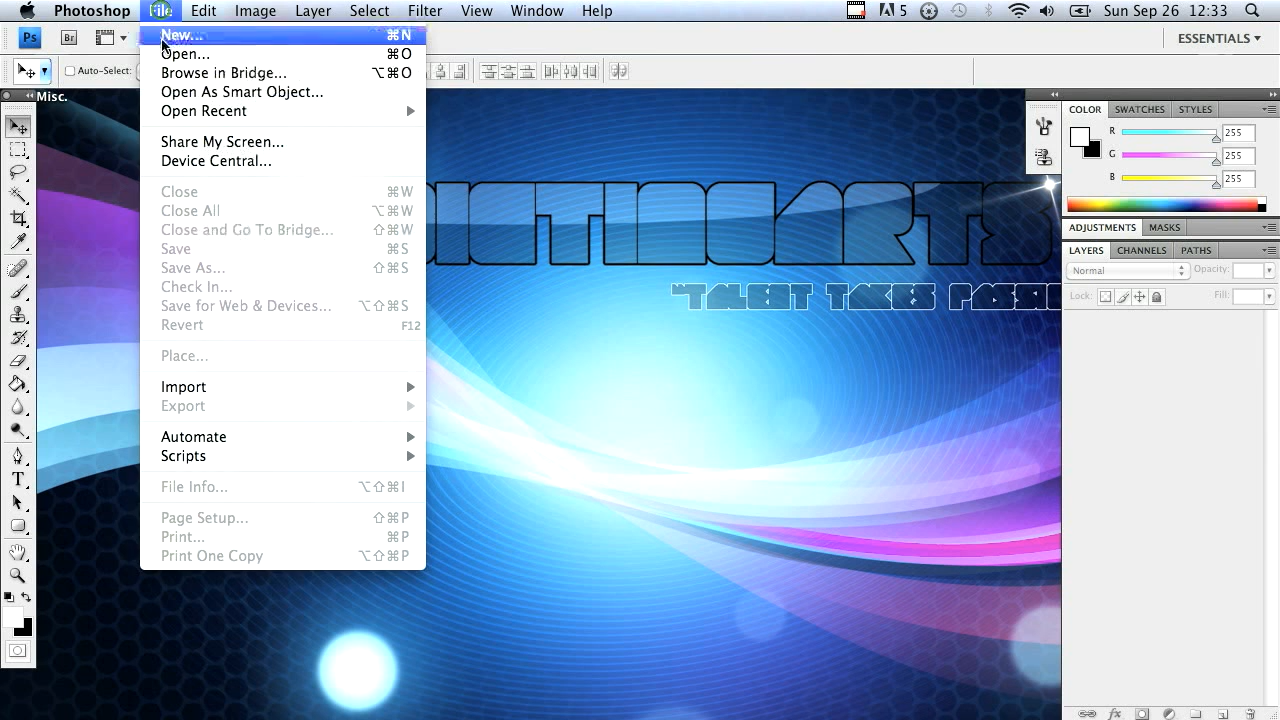 Photoshop File Edit Image Layer Select Filter View Window Help 5 Sun Sep 26 12:33
Ps Br ESSENTIALS
Auto-Select:
New... ⌘N
Open... ⌘O
Browse in Bridge... ⌥⌘O
Open As Smart Object...
Open Recent
Share My Screen...
Device Central...
Close ⌘W
Close All ⌥⌘W
Close and Go To Bridge... ⇧⌘W
Save ⌘S
Save As... ⇧⌘S
Check In...
Save for Web & Devices... ⌥⇧⌘S
Revert F12
Place...
Import
Export
Automate
Scripts
File Info... ⌥⇧⌘I
Page Setup... ⇧⌘P
Print... ⌘P
Print One Copy ⌥⇧⌘P
Misc.
"TALENT TAKES
COLOR SWATCHES STYLES
R 255
G 255
B 255
ADJUSTMENTS MASKS
LAYERS CHANNELS PATHS
Normal Opacity:
Lock: Fill:
fx